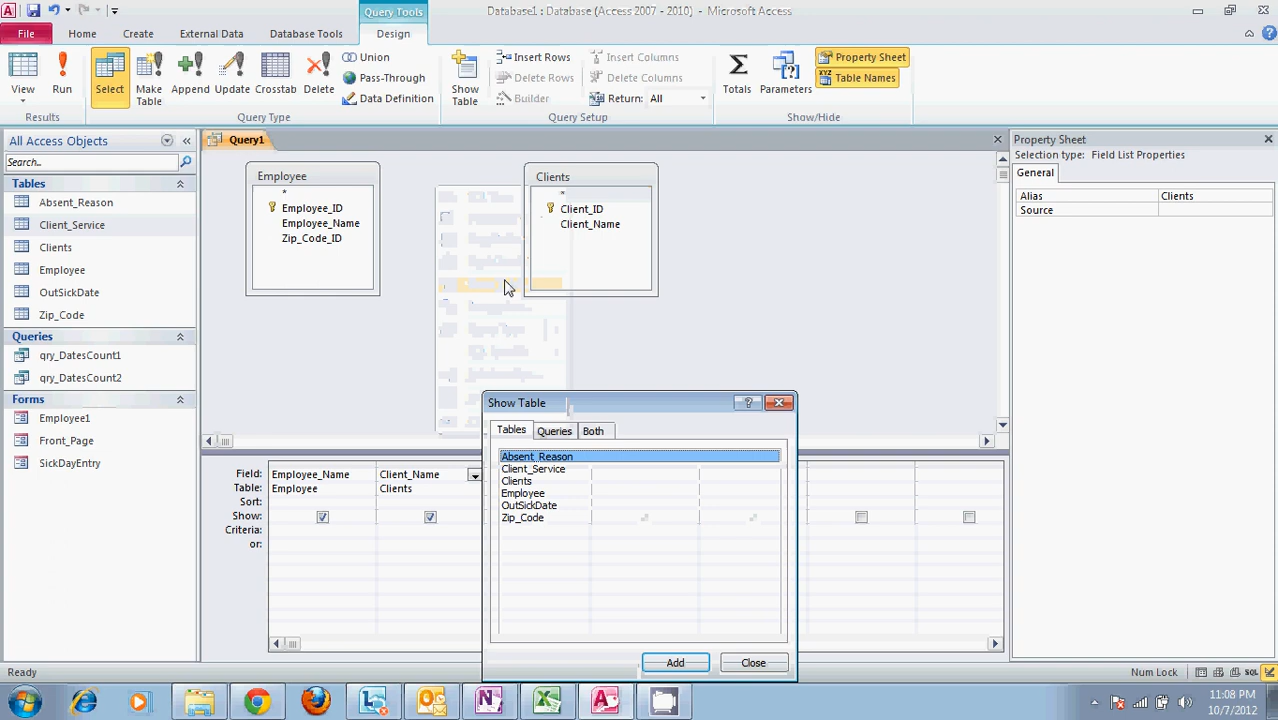 Query Tools
Database1 : Database (Access 2007 - 2010) - Microsoft Access
File
Home
Create
External Data
Database Tools
Design
View
Run
Select
Make Table
Append
Update
Crosstab
Delete
Union
Pass-Through
Data Definition
Show Table
Insert Rows
Delete Rows
Builder
Insert Columns
Delete Columns
Return: All
Totals
Parameters
Property Sheet
Table Names
Results
Query Type
Query Setup
Show/Hide
All Access Objects
Search...
Tables
Absent_Reason
Client_Service
Clients
Employee
OutSickDate
Zip_Code
Queries
qry_DatesCount1
qry_DatesCount2
Forms
Employee1
Front_Page
SickDayEntry
Query1
Employee
*
Employee_ID
Employee_Name
Zip_Code_ID
Clients
*
Client_ID
Client_Name
Property Sheet
Selection type: Field List Properties
General
Alias Clients
Source
Show Table
Tables
Queries
Both
Absent_Reason
Client_Service
Clients
Employee
OutSickDate
Zip_Code
Add
Close
Field: Employee_Name Client_Name
Table: Employee Clients
Sort:
Show:
Criteria:
or:
Ready
Num Lock
SQL
11:08 PM
10/7/2012